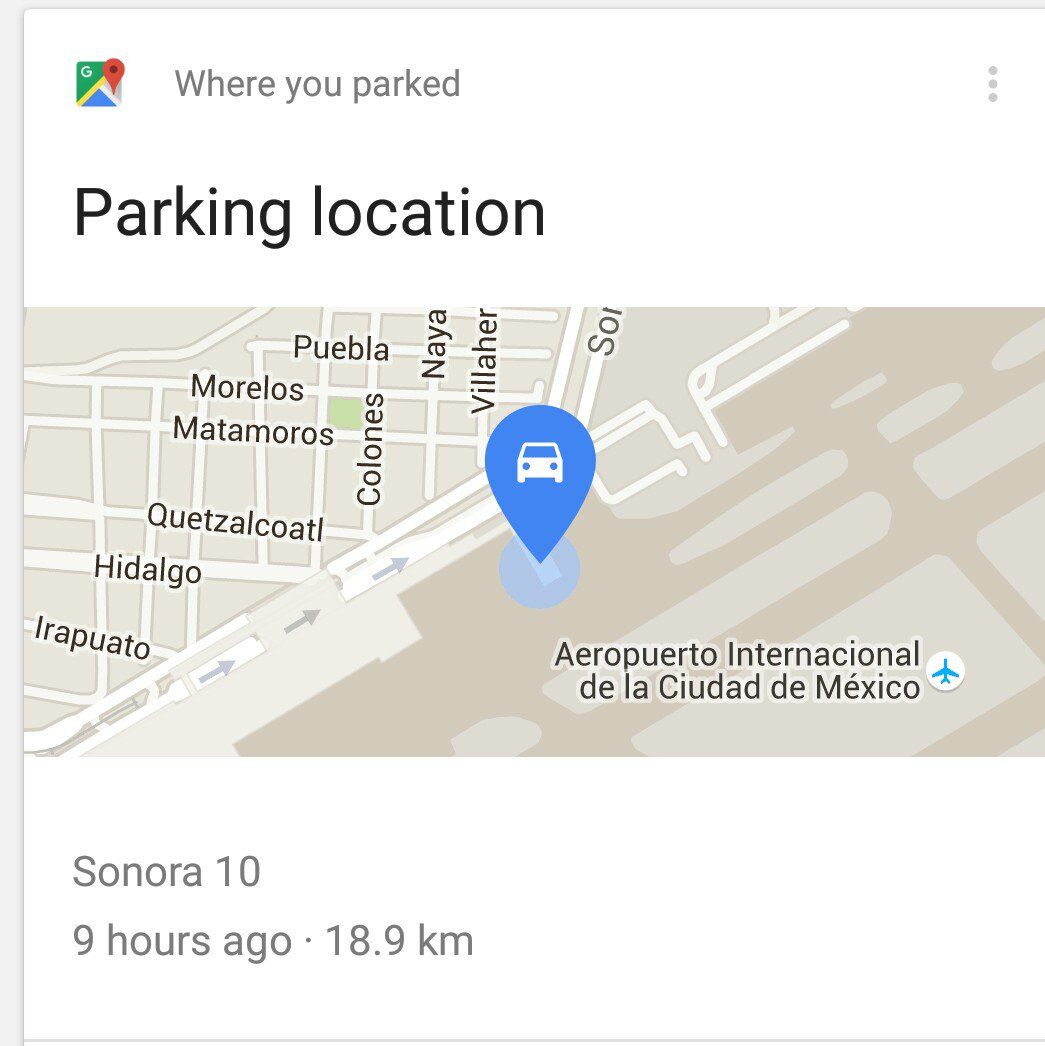 Where you parked
Parking location
Puebla
Naya
Villaher
Sor
Morelos
Matamoros
Colones
Quetzalcoatl
Hidalgo
Irapuato
Aeropuerto Internacional
de la Ciudad de México
Sonora 10
9 hours ago · 18.9 km